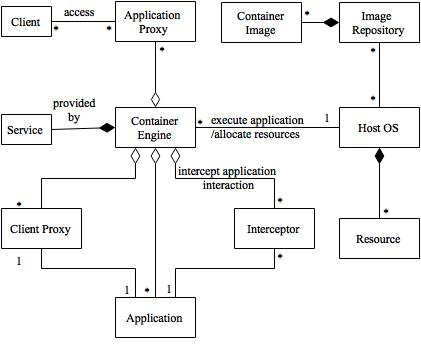 Client
access
*
*
Application
Proxy
*
Container
Image
*
Image
Repository
*
*
Service
provided
by
Container
Engine
*
execute application
/allocate resources
1
Host OS
intercept application
interaction
*
Client Proxy
1
*
Interceptor
*
*
Resource
1
*
1
Application